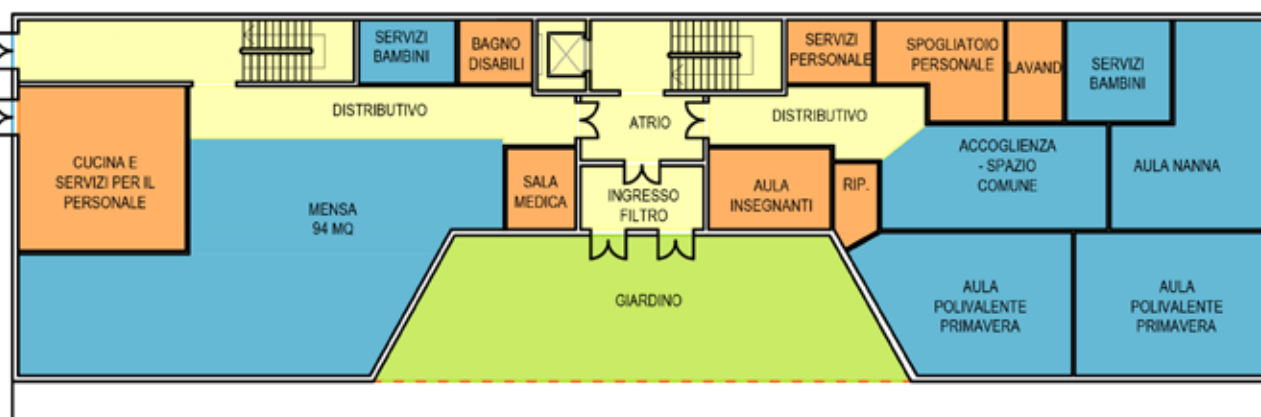 SERVIZI
BAMBINI
BAGNO
DISABILI
SERVIZI
PERSONALE
SPOGLIATOIO
PERSONALE
LAVAND
SERVIZI
BAMBINI
DISTRIBUTIVO
ATRIO
DISTRIBUTIVO
CUCINA E
SERVIZI PER IL
PERSONALE
MENSA
94 MQ
SALA
MEDICA
INGRESSO
FILTRO
AULA
INSEGNANTI
RIP.
ACCOGLIENZA
- SPAZIO
COMUNE
AULA NANNA
GIARDINO
AULA
POLIVALENTE
PRIMAVERA
AULA
POLIVALENTE
PRIMAVERA